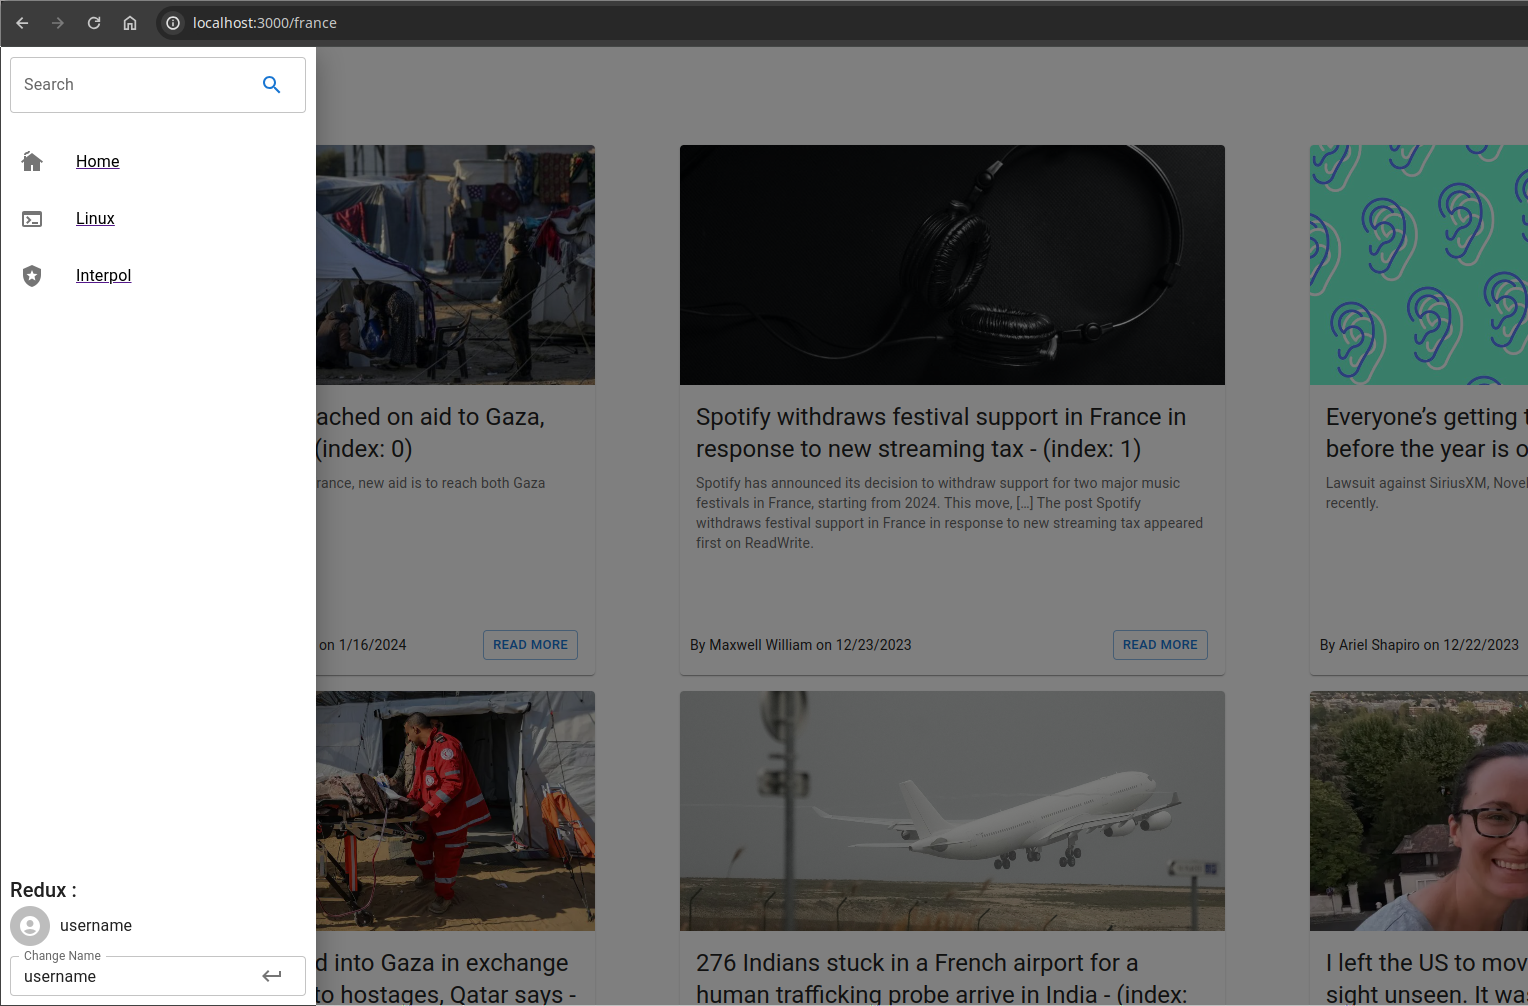 localhost:3000/france
Search
Home
Linux
Interpol
Redux :
username
Change Name
username
ached on aid to Gaza,
(index: 0)
rance, new aid is to reach both Gaza
on 1/16/2024
READ MORE
Spotify withdraws festival support in France in
response to new streaming tax - (index: 1)
Spotify has announced its decision to withdraw support for two major music
festivals in France, starting from 2024. This move, […] The post Spotify
withdraws festival support in France in response to new streaming tax appeared
first on ReadWrite.
By Maxwell William on 12/23/2023
READ MORE
Everyone’s getting t
before the year is o
Lawsuit against SiriusXM, Novel
recently.
By Ariel Shapiro on 12/22/2023
d into Gaza in exchange
to hostages, Qatar says -
276 Indians stuck in a French airport for a
human trafficking probe arrive in India - (index:
I left the US to mov
sight unseen. It wa